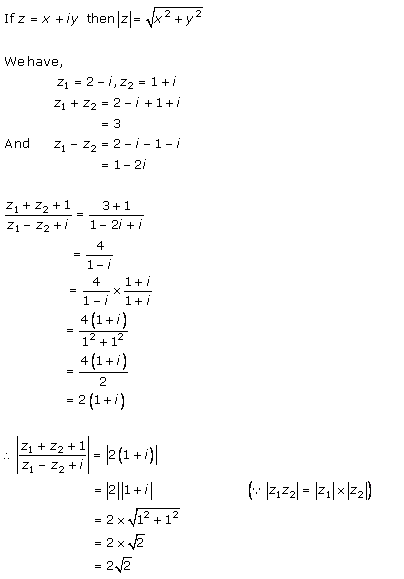 If z = x + iy then |z| = √(x² + y²)
We have,
z₁ = 2 − i, z₂ = 1 + i
z₁ + z₂ = 2 − i + 1 + i
= 3
And z₁ − z₂ = 2 − i − 1 − i
= 1 − 2i
(z₁ + z₂ + 1)/(z₁ − z₂ + i) = (3 + 1)/(1 − 2i + i)
= 4/(1 − i)
= 4/(1 − i) × (1 + i)/(1 + i)
= 4(1 + i)/(1² + 1²)
= 4(1 + i)/2
= 2(1 + i)
∴ |(z₁ + z₂ + 1)/(z₁ − z₂ + i)| = |2(1 + i)|
= |2||1 + i| (∵ |z₁z₂| = |z₁| × |z₂|)
= 2 × √(1² + 1²)
= 2 × √2
= 2√2